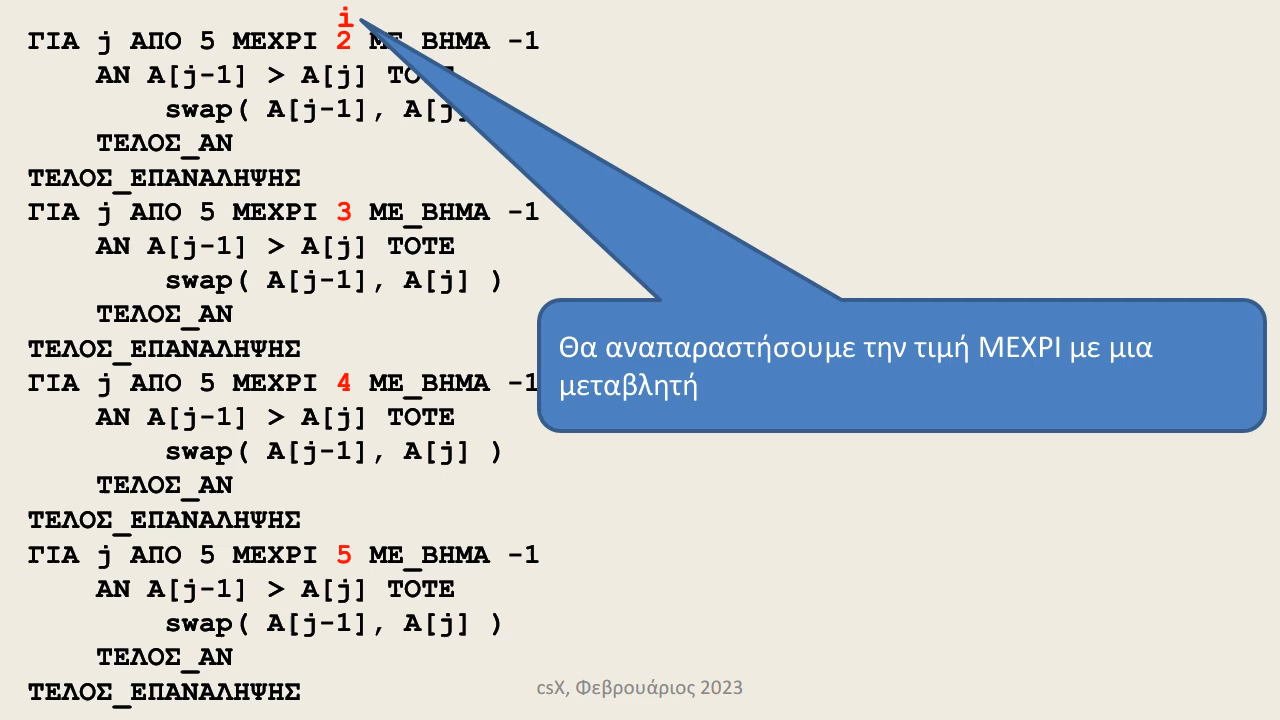 i
ΓΙΑ j ΑΠΟ 5 ΜΕΧΡΙ 2 ΜΕ_ΒΗΜΑ -1
ΑΝ A[j-1] > A[j] ΤΟΤΕ
swap( A[j-1], A[j]
ΤΕΛΟΣ_ΑΝ
ΤΕΛΟΣ_ΕΠΑΝΑΛΗΨΗΣ
ΓΙΑ j ΑΠΟ 5 ΜΕΧΡΙ 3 ΜΕ_ΒΗΜΑ -1
ΑΝ A[j-1] > A[j] ΤΟΤΕ
swap( A[j-1], A[j] )
ΤΕΛΟΣ_ΑΝ
ΤΕΛΟΣ_ΕΠΑΝΑΛΗΨΗΣ
Θα αναπαραστήσουμε την τιμή ΜΕΧΡΙ με μια
μεταβλητή
ΓΙΑ j ΑΠΟ 5 ΜΕΧΡΙ 4 ΜΕ_ΒΗΜΑ -1
ΑΝ A[j-1] > A[j] ΤΟΤΕ
swap( A[j-1], A[j] )
ΤΕΛΟΣ_ΑΝ
ΤΕΛΟΣ_ΕΠΑΝΑΛΗΨΗΣ
ΓΙΑ j ΑΠΟ 5 ΜΕΧΡΙ 5 ΜΕ_ΒΗΜΑ -1
ΑΝ A[j-1] > A[j] ΤΟΤΕ
swap( A[j-1], A[j] )
ΤΕΛΟΣ_ΑΝ
ΤΕΛΟΣ_ΕΠΑΝΑΛΗΨΗΣ
csX, Φεβρουάριος 2023